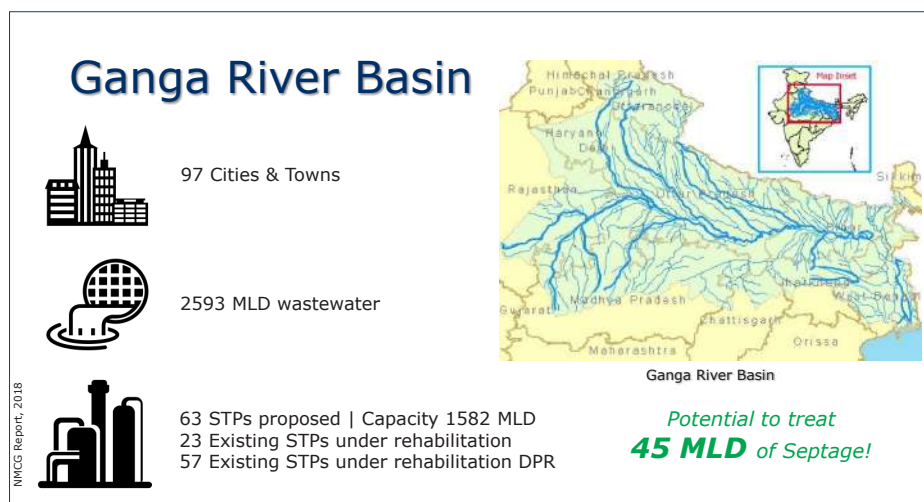 Ganga River Basin
97 Cities & Towns
2593 MLD wastewater
63 STPs proposed | Capacity 1582 MLD
23 Existing STPs under rehabilitation
57 Existing STPs under rehabilitation DPR
NMCG Report, 2018
Map Inset
Himachal Pradesh
Punjab Chandigarh
Uttaranchal
Haryana
Delhi
Rajasthan
Uttar Pradesh
Sikkim
Bihar
Jharkhand
West Bengal
Madhya Pradesh
Gujarat
Chattisgarh
Maharashtra
Orissa
Ganga River Basin
Potential to treat
45 MLD of Septage!